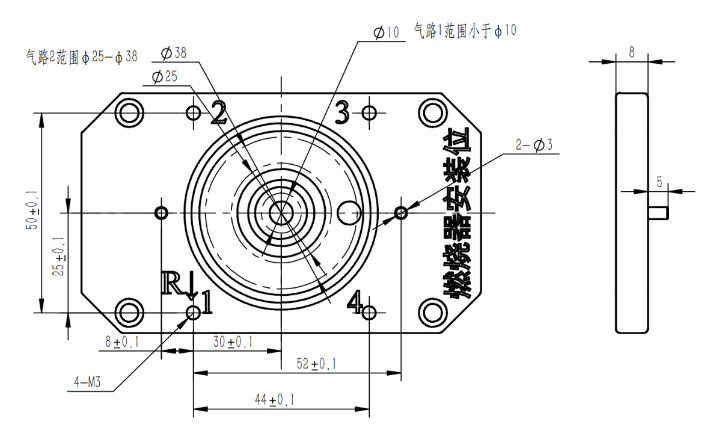 气路2范围ϕ25-ϕ38
ϕ38
ϕ25
ϕ10
气路1范围小于ϕ10
8
2
3
2-ϕ3
5
50±0.1
25±0.1
燃烧器安装位
R↓1
4
8±0.1
30±0.1
52±0.1
4-M3
44±0.1